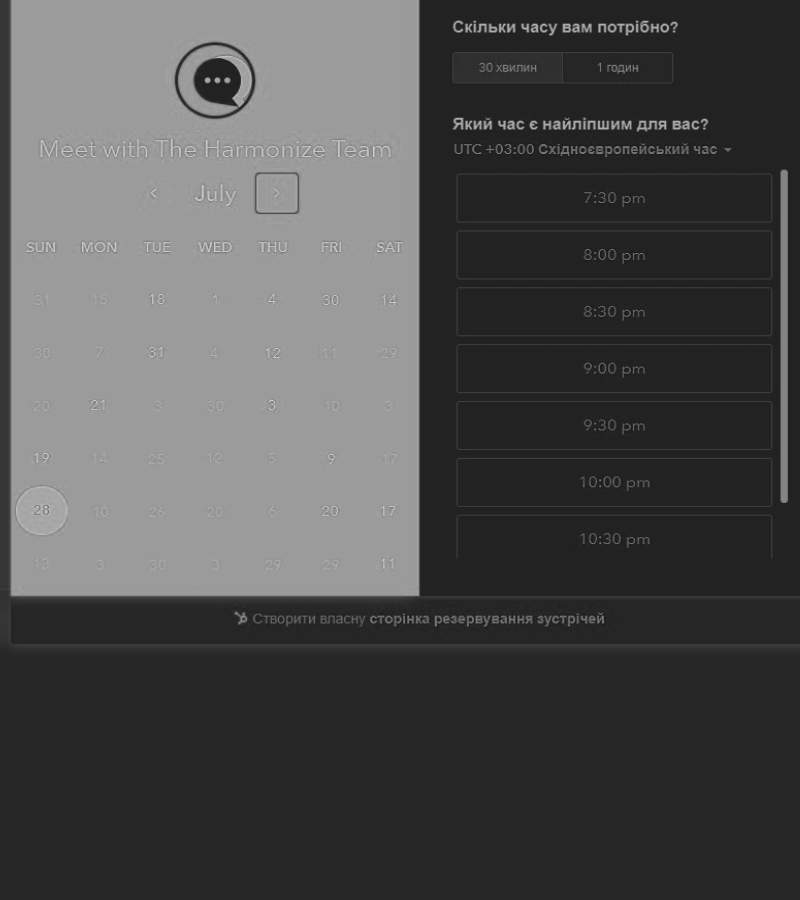 Meet with The Harmonize Team
July
SUN MON TUE WED THU FRI SAT
31 15 18 1 4 30 14
30 7 31 4 12 11 29
20 21 3 30 3 10 3
19 14 25 12 5 9 17
28 10 26 20 6 20 17
13 3 30 3 29 29 11
Скільки часу вам потрібно?
30 хвилин 1 годин
Який час є найліпшим для вас?
UTC +03:00 Східноєвропейський час
7:30 pm
8:00 pm
8:30 pm
9:00 pm
9:30 pm
10:00 pm
10:30 pm
Створити власну сторінка резервування зустрічей